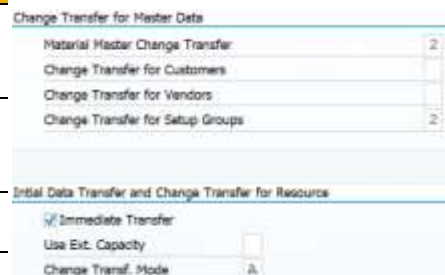 Change Transfer for Master Data
Material Master Change Transfer 2
Change Transfer for Customers
Change Transfer for Vendors
Change Transfer for Setup Groups 2
Intial Data Transfer and Change Transfer for Resource
Immediate Transfer
Use Ext. Capacity
Change Transf. Mode A